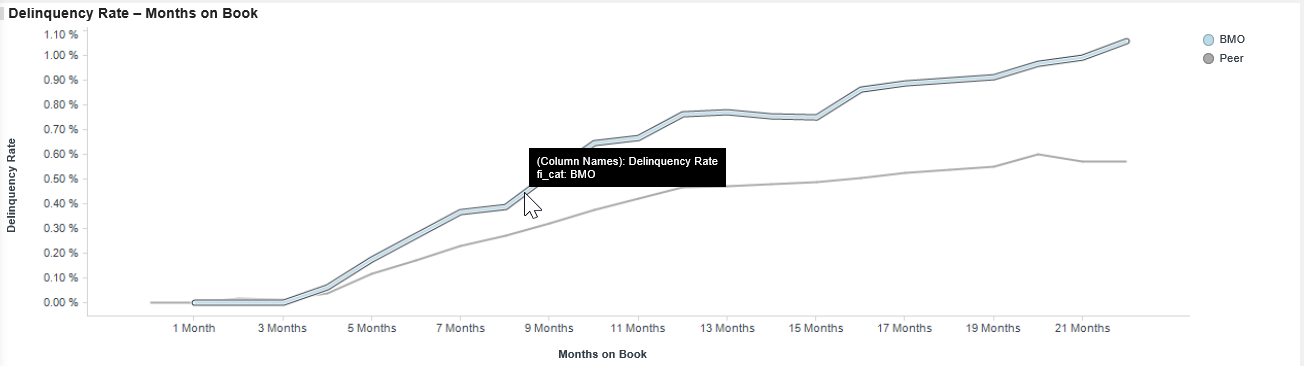 Delinquency Rate – Months on Book
1.10 %
1.00 %
0.90 %
0.80 %
0.70 %
0.60 %
0.50 %
0.40 %
0.30 %
0.20 %
0.10 %
0.00 %
Delinquency Rate
(Column Names): Delinquency Rate
fi_cat: BMO
BMO
Peer
1 Month 3 Months 5 Months 7 Months 9 Months 11 Months 13 Months 15 Months 17 Months 19 Months 21 Months
Months on Book